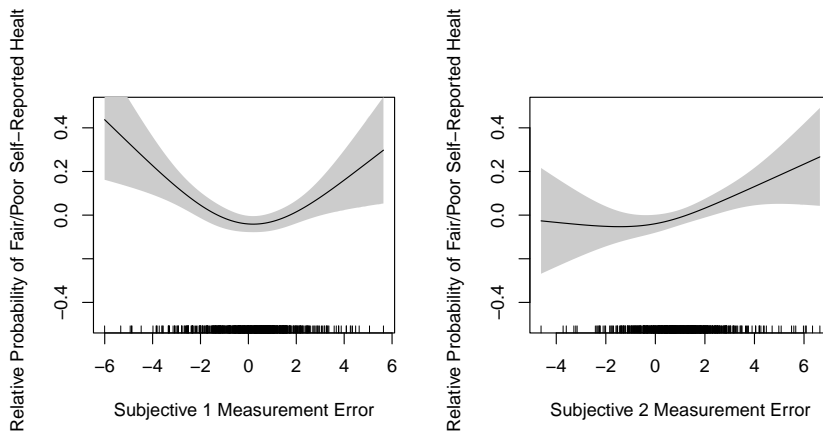 Relative Probability of Fair/Poor Self−Reported Healt
0.4
0.2
0.0
−0.4
−6 −4 −2 0 2 4 6
Subjective 1 Measurement Error
Relative Probability of Fair/Poor Self−Reported Healt
0.4
0.2
0.0
−0.4
−4 −2 0 2 4 6
Subjective 2 Measurement Error